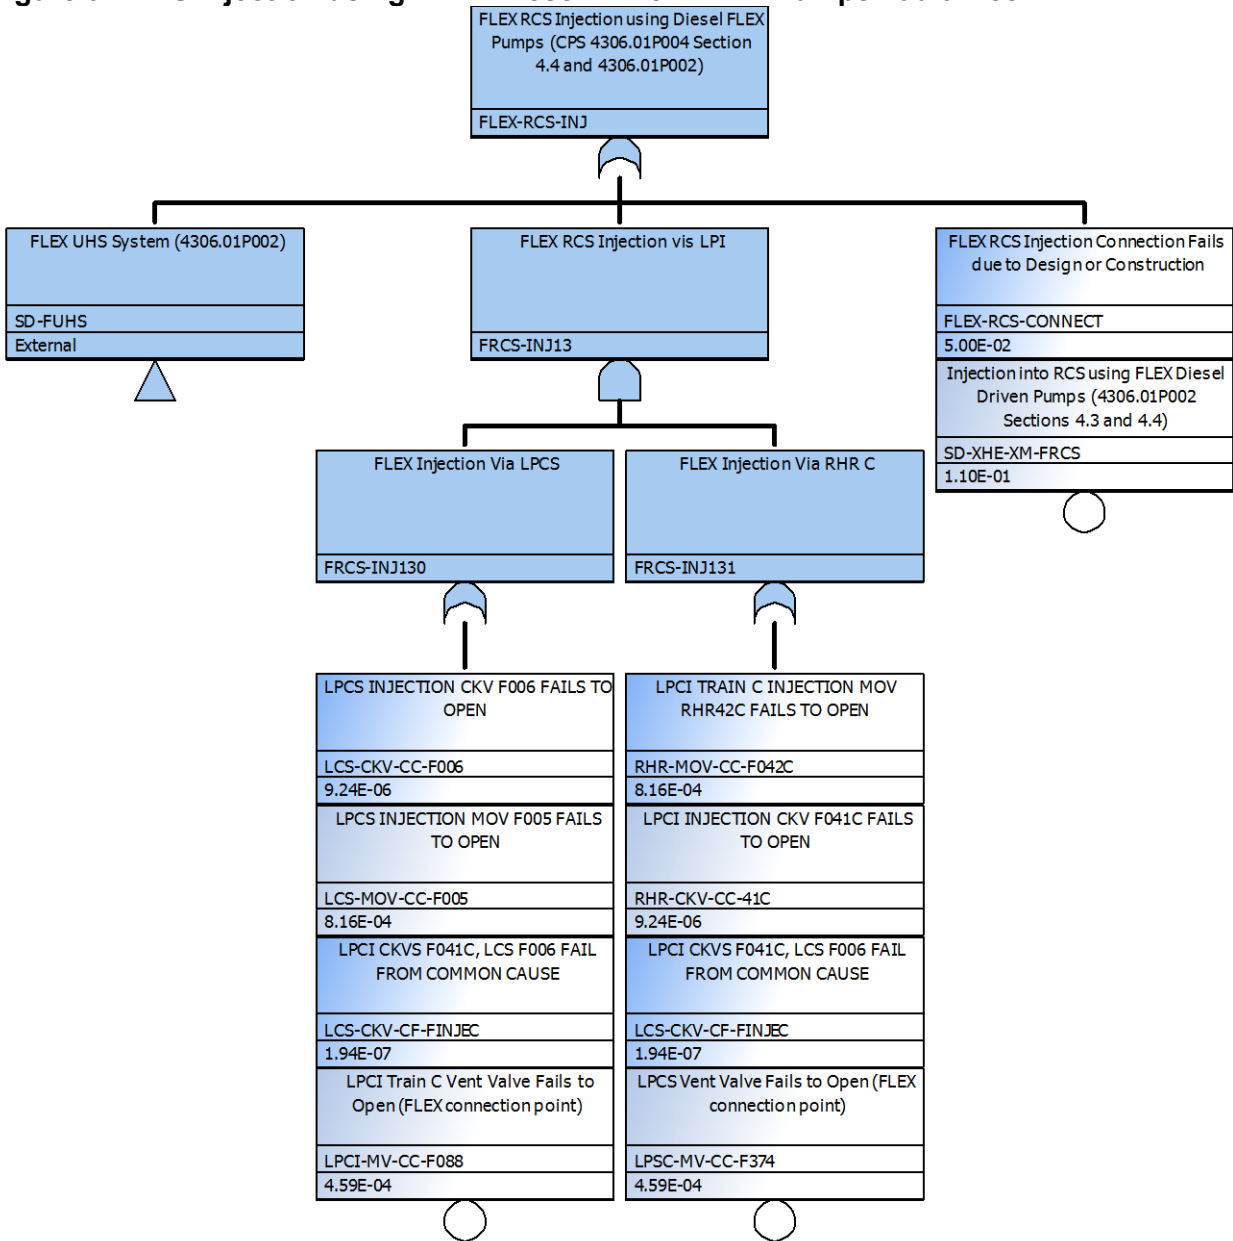 FLEX RCS Injection using Diesel FLEX
Pumps (CPS 4306.01P004 Section
4.4 and 4306.01P002)
FLEX-RCS-INJ
FLEX UHS System (4306.01P002)
SD-FUHS
External
FLEX RCS Injection vis LPI
FRCS-INJ13
FLEX RCS Injection Connection Fails
due to Design or Construction
FLEX-RCS-CONNECT
5.00E-02
Injection into RCS using FLEX Diesel
Driven Pumps (4306.01P002
Sections 4.3 and 4.4)
SD-XHE-XM-FRCS
1.10E-01
FLEX Injection Via LPCS
FRCS-INJ130
FLEX Injection Via RHR C
FRCS-INJ131
LPCS INJECTION CKV F006 FAILS TO
OPEN
LCS-CKV-CC-F006
9.24E-06
LPCS INJECTION MOV F005 FAILS
TO OPEN
LCS-MOV-CC-F005
8.16E-04
LPCI CKVS F041C, LCS F006 FAIL
FROM COMMON CAUSE
LCS-CKV-CF-FINJEC
1.94E-07
LPCI Train C Vent Valve Fails to
Open (FLEX connection point)
LPCI-MV-CC-F088
4.59E-04
LPCI TRAIN C INJECTION MOV
RHR42C FAILS TO OPEN
RHR-MOV-CC-F042C
8.16E-04
LPCI INJECTION CKV F041C FAILS
TO OPEN
RHR-CKV-CC-41C
9.24E-06
LPCI CKVS F041C, LCS F006 FAIL
FROM COMMON CAUSE
LCS-CKV-CF-FINJEC
1.94E-07
LPCS Vent Valve Fails to Open (FLEX
connection point)
LPSC-MV-CC-F374
4.59E-04